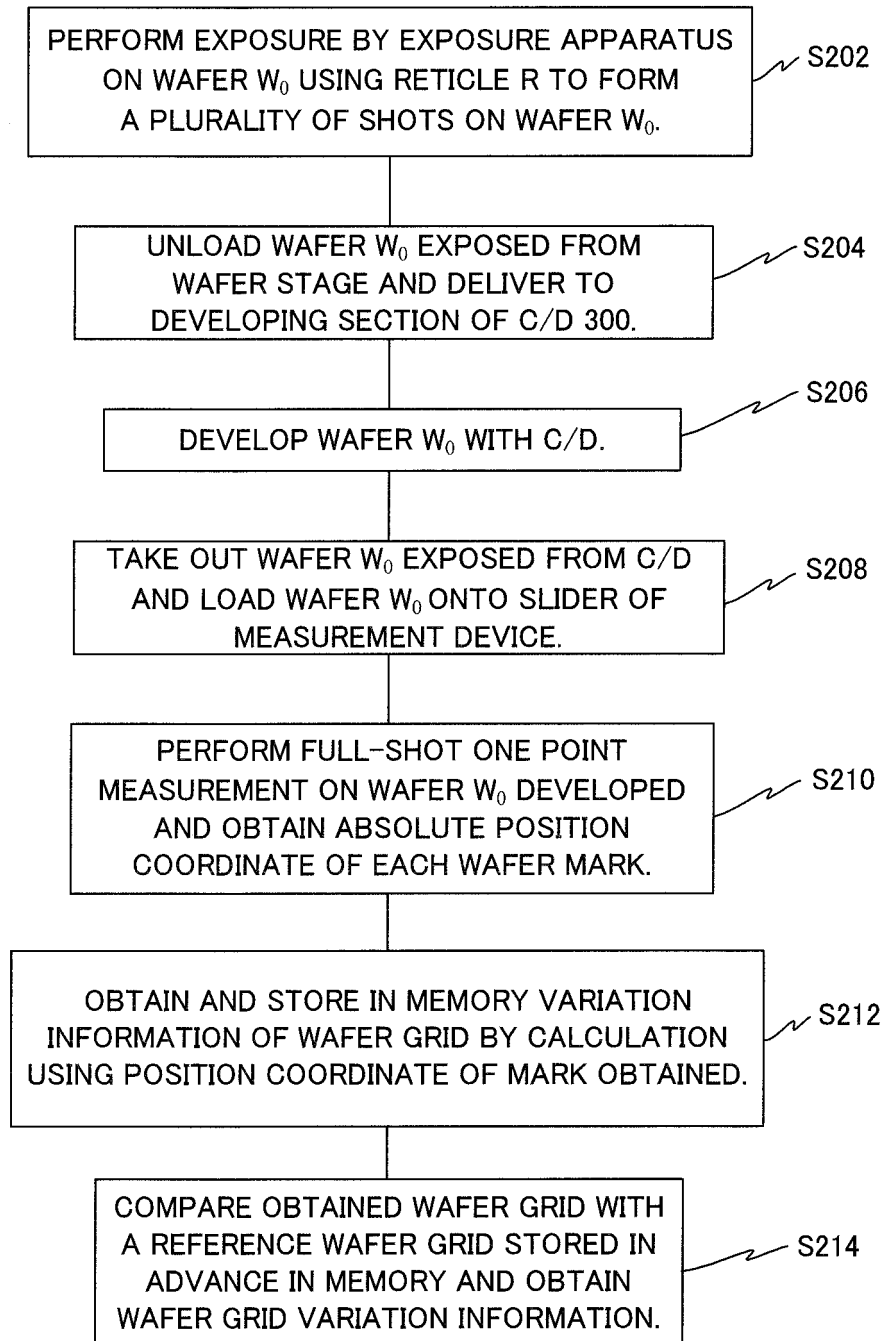 PERFORM EXPOSURE BY EXPOSURE APPARATUS
ON WAFER W₀ USING RETICLE R TO FORM
A PLURALITY OF SHOTS ON WAFER W₀.
S202
UNLOAD WAFER W₀ EXPOSED FROM
WAFER STAGE AND DELIVER TO
DEVELOPING SECTION OF C/D 300.
S204
DEVELOP WAFER W₀ WITH C/D.
S206
TAKE OUT WAFER W₀ EXPOSED FROM C/D
AND LOAD WAFER W₀ ONTO SLIDER OF
MEASUREMENT DEVICE.
S208
PERFORM FULL-SHOT ONE POINT
MEASUREMENT ON WAFER W₀ DEVELOPED
AND OBTAIN ABSOLUTE POSITION
COORDINATE OF EACH WAFER MARK.
S210
OBTAIN AND STORE IN MEMORY VARIATION
INFORMATION OF WAFER GRID BY CALCULATION
USING POSITION COORDINATE OF MARK OBTAINED.
S212
COMPARE OBTAINED WAFER GRID WITH
A REFERENCE WAFER GRID STORED IN
ADVANCE IN MEMORY AND OBTAIN
WAFER GRID VARIATION INFORMATION.
S214